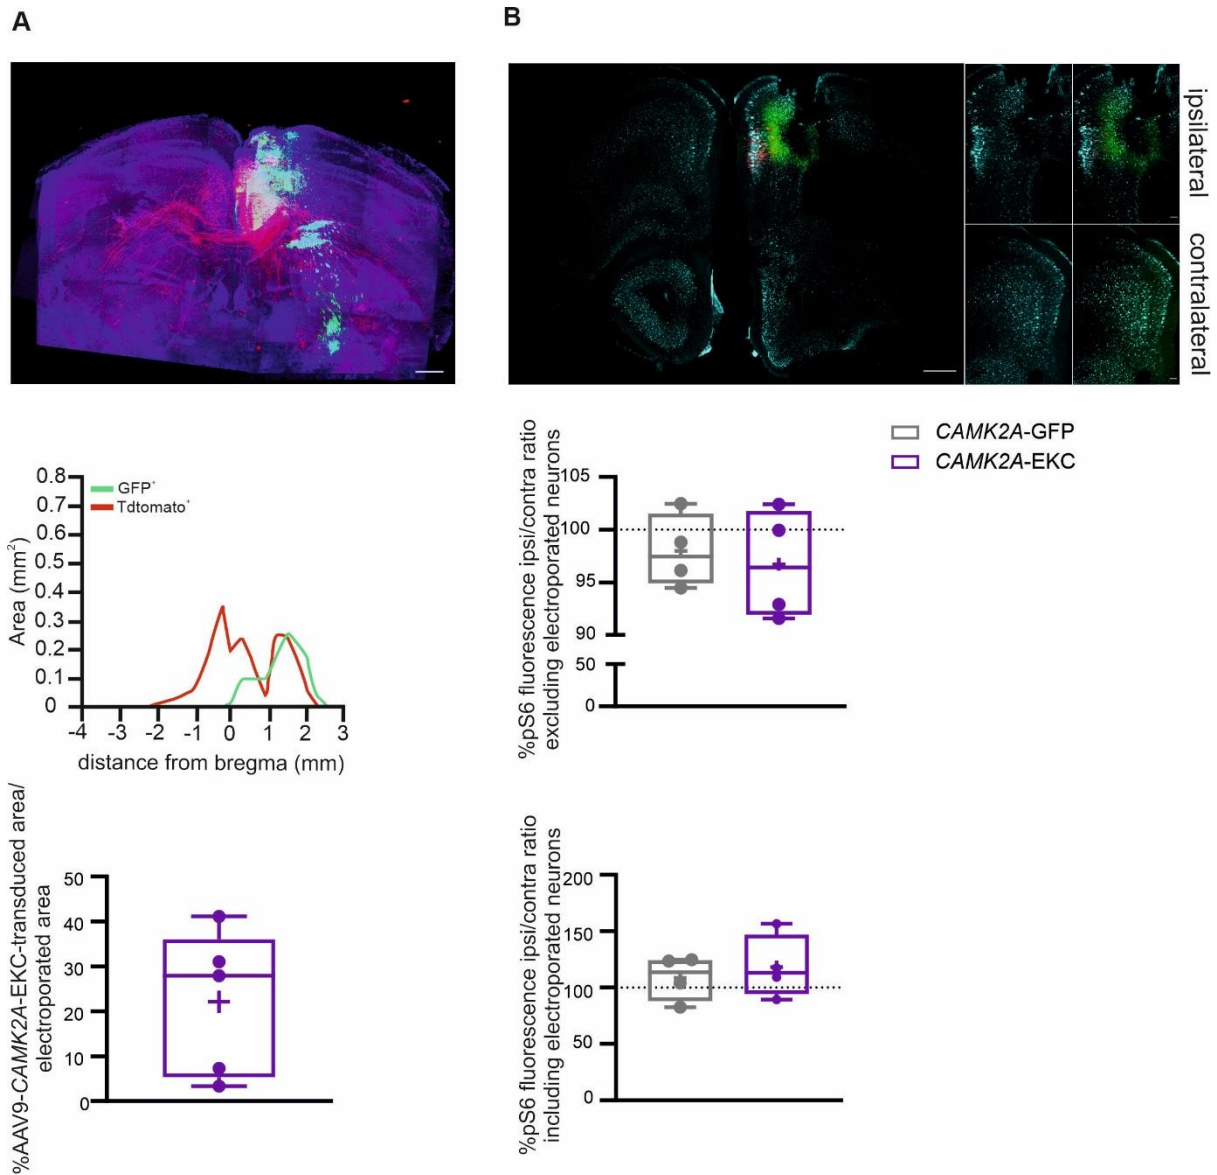 A
B
ipsilateral
contralateral
0.8
0.7
0.6
0.5
0.4
0.3
0.2
0.1
0
Area (mm²)
GFP⁺
Tdtomato⁺
-4 -3 -2 -1 0 1 2 3
distance from bregma (mm)
CAMK2A-GFP
CAMK2A-EKC
%pS6 fluorescence ipsi/contra ratio
excluding electroporated neurons
105
100
95
90
50
0
%AAV9-CAMK2A-EKC-transduced area/
electroporated area
50
40
30
20
10
0
%pS6 fluorescence ipsi/contra ratio
including electroporated neurons
200
150
100
50
0